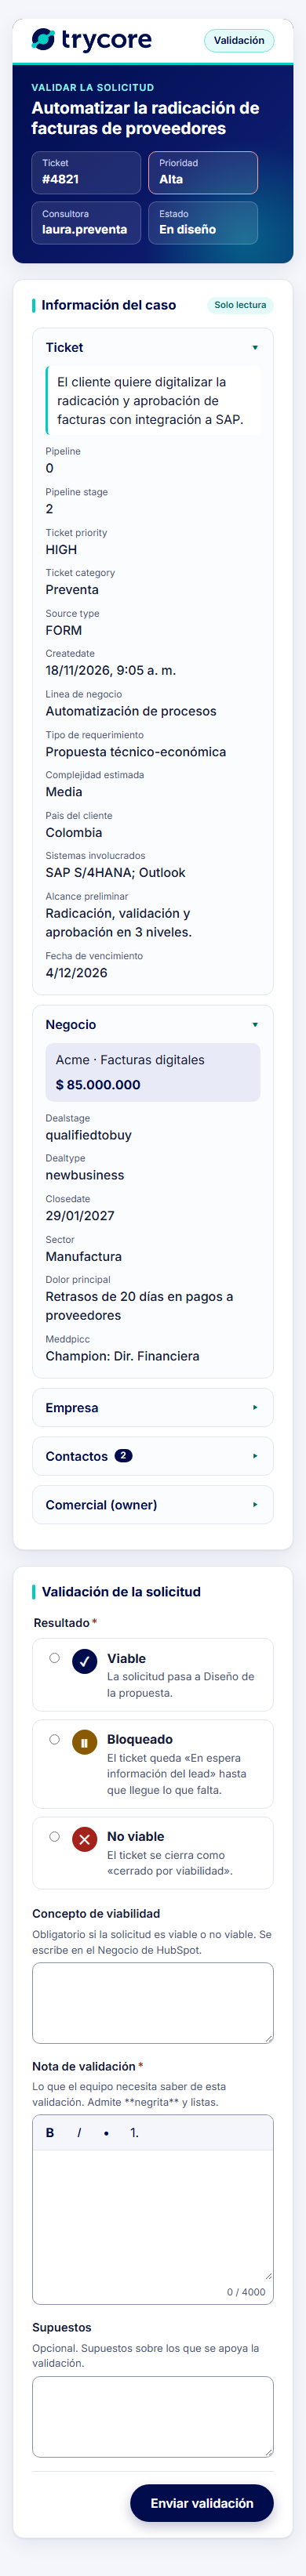 trycore
Validación
VALIDAR LA SOLICITUD
Automatizar la radicación de
facturas de proveedores
Ticket
#4821
Prioridad
Alta
Consultora
laura.preventa
Estado
En diseño
Información del caso
Solo lectura
Ticket
El cliente quiere digitalizar la
radicación y aprobación de
facturas con integración a SAP.
Pipeline
0
Pipeline stage
2
Ticket priority
HIGH
Ticket category
Preventa
Source type
FORM
Createdate
18/11/2026, 9:05 a. m.
Linea de negocio
Automatización de procesos
Tipo de requerimiento
Propuesta técnico-económica
Complejidad estimada
Media
Pais del cliente
Colombia
Sistemas involucrados
SAP S/4HANA; Outlook
Alcance preliminar
Radicación, validación y
aprobación en 3 niveles.
Fecha de vencimiento
4/12/2026
Negocio
Acme · Facturas digitales
$ 85.000.000
Dealstage
qualifiedtobuy
Dealtype
newbusiness
Closedate
29/01/2027
Sector
Manufactura
Dolor principal
Retrasos de 20 días en pagos a
proveedores
Meddpicc
Champion: Dir. Financiera
Empresa
Contactos 2
Comercial (owner)
Validación de la solicitud
Resultado *
Viable
La solicitud pasa a Diseño de
la propuesta.
Bloqueado
El ticket queda «En espera
información del lead» hasta
que llegue lo que falta.
No viable
El ticket se cierra como
«cerrado por viabilidad».
Concepto de viabilidad
Obligatorio si la solicitud es viable o no viable. Se
escribe en el Negocio de HubSpot.
Nota de validación *
Lo que el equipo necesita saber de esta
validación. Admite **negrita** y listas.
B I • 1.
0 / 4000
Supuestos
Opcional. Supuestos sobre los que se apoya la
validación.
Enviar validación